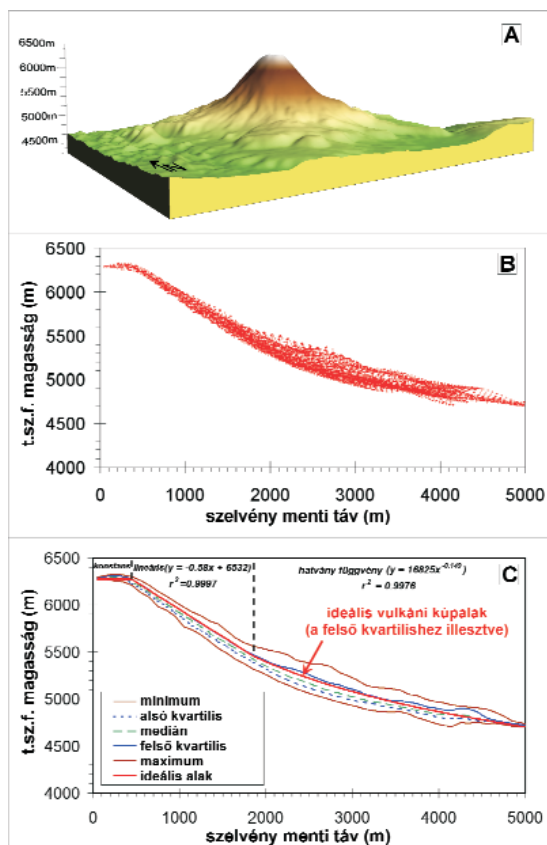 A
6500m
6000m
5500m
5000m
4500m
B
6500
6000
5500
5000
4500
4000
t.sz.f. magasság (m)
0 1000 2000 3000 4000 5000
szelvény menti táv (m)
C
6500
6000
5500
5000
4500
4000
t.sz.f. magasság (m)
konstans lineáris(y = -0.58x + 6532)
r² =0.9997
hatvány függvény (y = 16825x⁻⁰·¹⁴⁹)
r² = 0.9976
ideális vulkáni kúpalak
(a felső kvartilishez illesztve)
minimum
alsó kvartilis
medián
felső kvartilis
maximum
ideális alak
0 1000 2000 3000 4000 5000
szelvény menti táv (m)